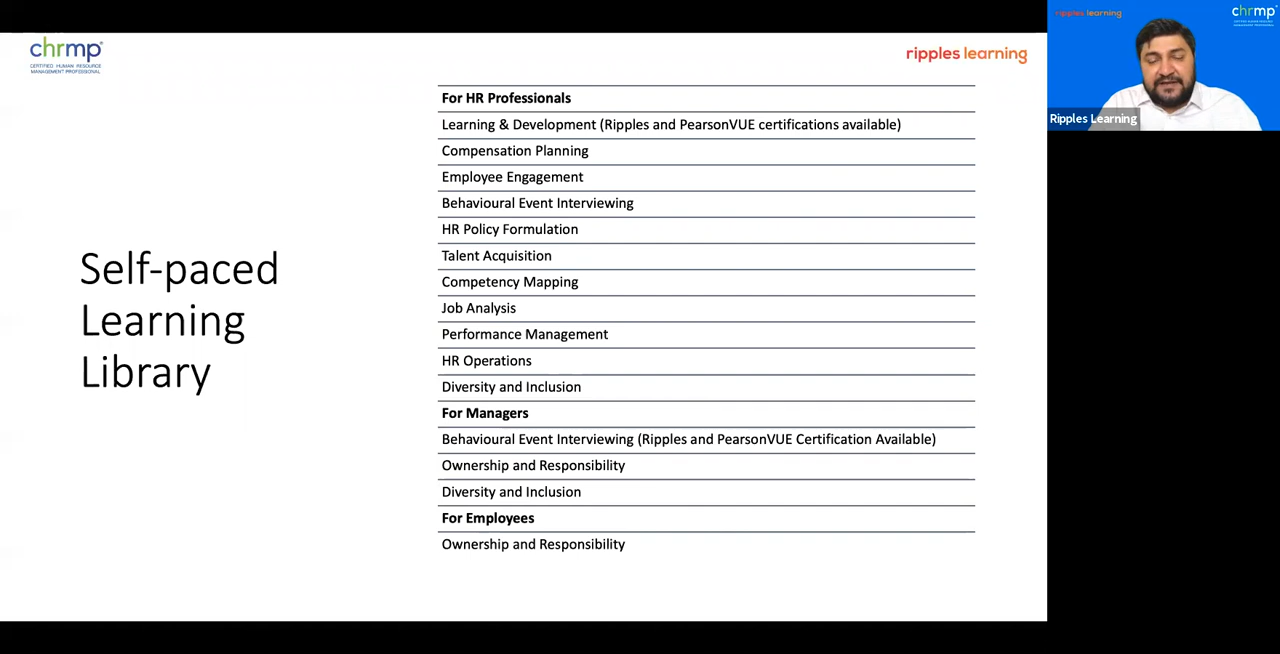 chrmp
CERTIFIED HUMAN RESOURCE
MANAGEMENT PROFESSIONAL
ripples learning
Self-paced
Learning
Library
For HR Professionals
Learning & Development (Ripples and PearsonVUE certifications available)
Compensation Planning
Employee Engagement
Behavioural Event Interviewing
HR Policy Formulation
Talent Acquisition
Competency Mapping
Job Analysis
Performance Management
HR Operations
Diversity and Inclusion
For Managers
Behavioural Event Interviewing (Ripples and PearsonVUE Certification Available)
Ownership and Responsibility
Diversity and Inclusion
For Employees
Ownership and Responsibility
ripples learning
chrmp
Ripples Learning